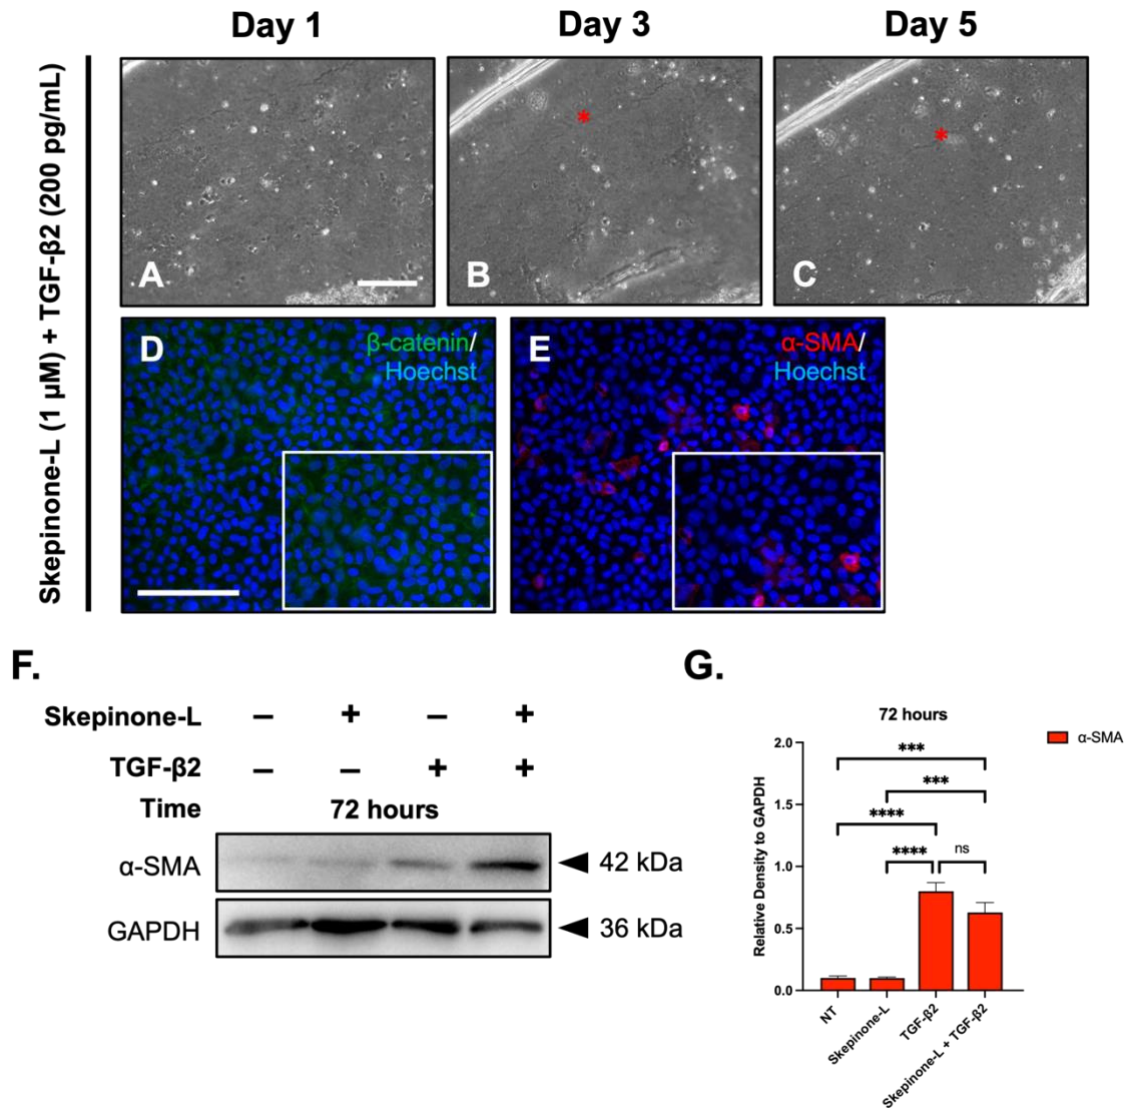 Day 1
Day 3
Day 5
Skepinone-L (1 µM) + TGF-β2 (200 pg/mL)
A
*
B
*
C
D
β-catenin/
Hoechst
E
α-SMA/
Hoechst
F.
Skepinone-L – + – +
TGF-β2 – – + +
Time 72 hours
α-SMA 42 kDa
GAPDH 36 kDa
G.
72 hours
α-SMA
Relative Density to GAPDH
2.0
1.5
1.0
0.5
0.0
***
***
****
**** ns
NT
Skepinone-L
TGF-β2
Skepinone-L + TGF-β2